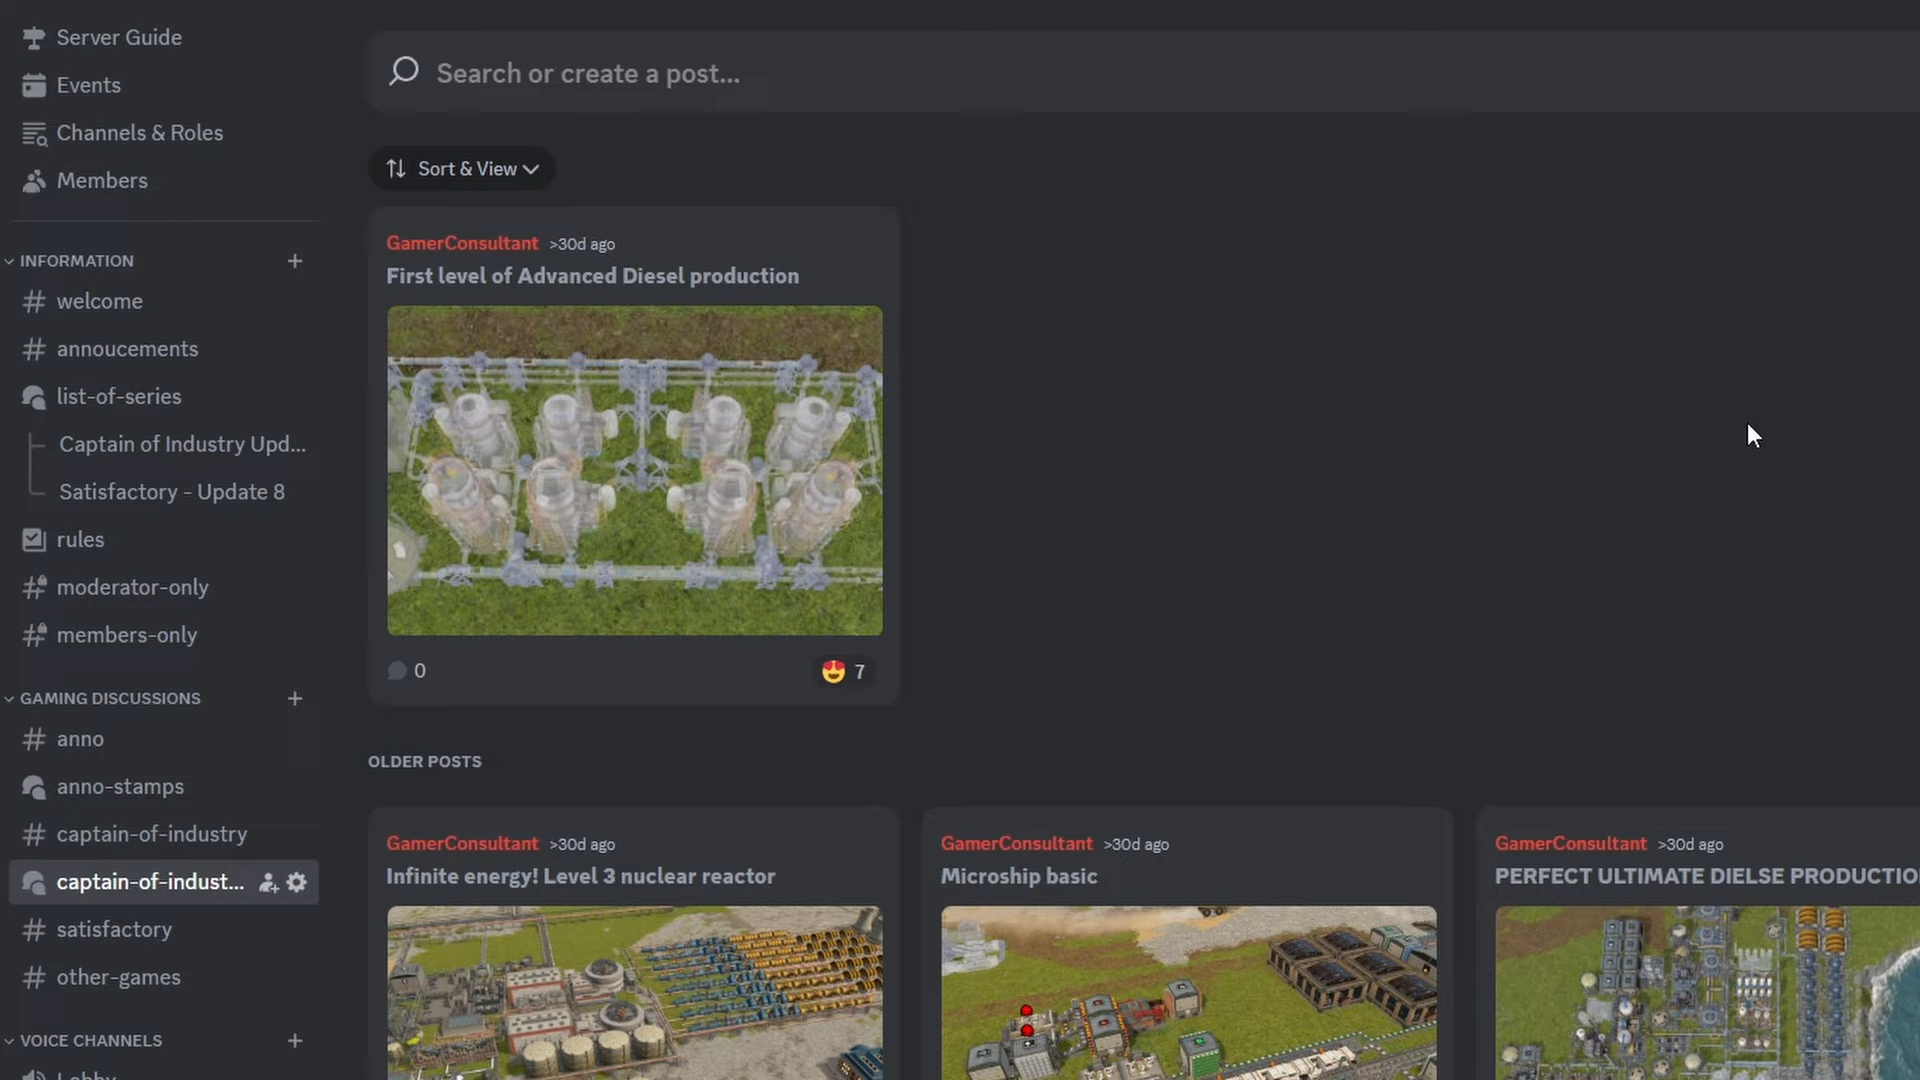 Server Guide
Events
Channels & Roles
Members
INFORMATION
welcome
annoucements
list-of-series
Captain of Industry Upd...
Satisfactory - Update 8
rules
moderator-only
members-only
GAMING DISCUSSIONS
anno
anno-stamps
captain-of-industry
captain-of-indust...
satisfactory
other-games
VOICE CHANNELS
Lobby
Search or create a post...
Sort & View
GamerConsultant >30d ago
First level of Advanced Diesel production
0
7
OLDER POSTS
GamerConsultant >30d ago
Infinite energy! Level 3 nuclear reactor
GamerConsultant >30d ago
Microship basic
GamerConsultant >30d ago
PERFECT ULTIMATE DIELSE PRODUCTIO